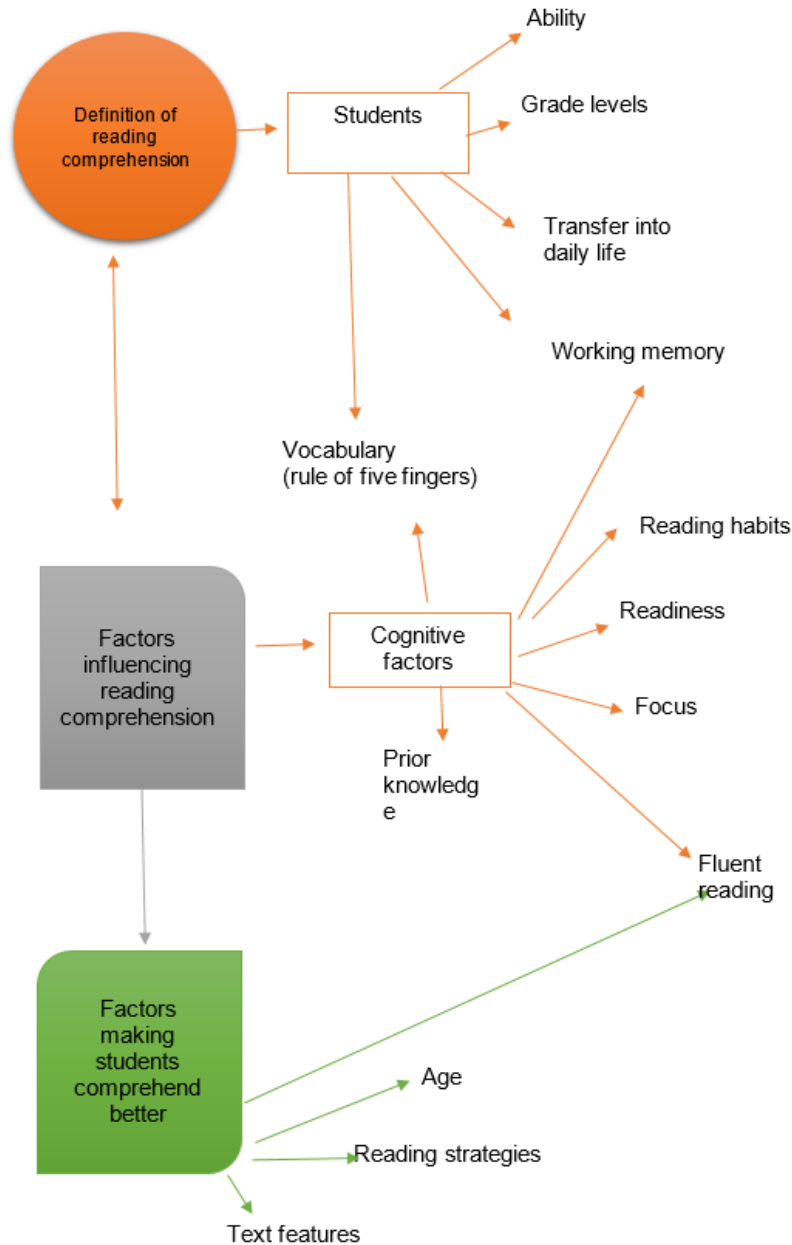 Ability
Definition of
reading
comprehension
Students
Grade levels
Transfer into
daily life
Working memory
Vocabulary
(rule of five fingers)
Reading habits
Factors
influencing
reading
comprehension
Cognitive
factors
Readiness
Focus
Prior
knowledg
e
Fluent
reading
Factors
making
students
comprehend
better
Age
Reading strategies
Text features